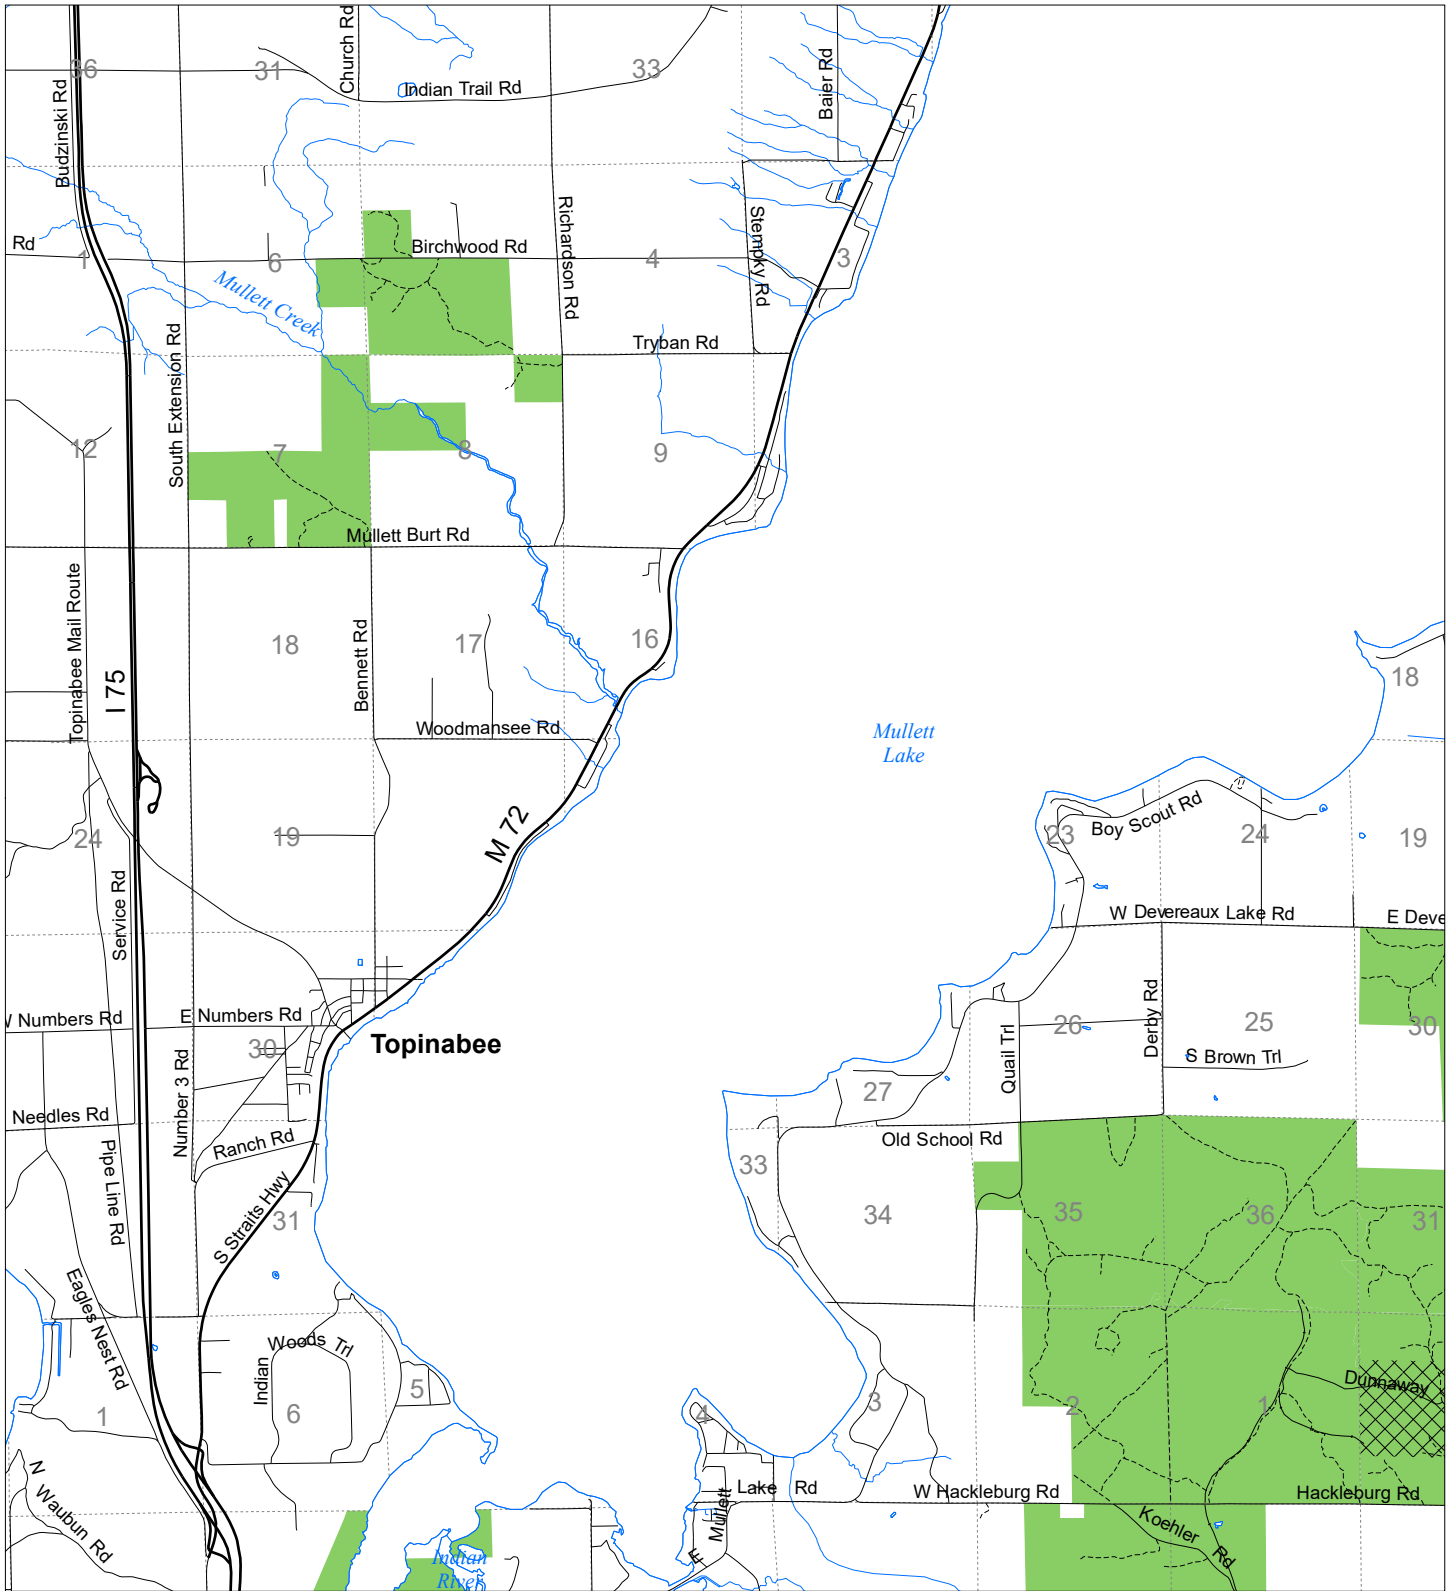 36
31
Church Rd
33
Indian Trail Rd
Baier Rd
Budzinski Rd
Rd
1
6
Birchwood Rd
Richardson Rd
4
Stempky Rd
3
Mullett Creek
South Extension Rd
Tryban Rd
12
7
8
9
Mullett Burt Rd
Topinabee Mail Route
I 75
18
Bennett Rd
17
16
18
Woodmansee Rd
Mullett
Lake
24
Service Rd
19
M 72
23
Boy Scout Rd
24
19
W Devereaux Lake Rd
E Deve
W Numbers Rd
E Numbers Rd
30
Topinabee
Quail Trl
26
Derby Rd
25
30
S Brown Trl
Number 3 Rd
27
Needles Rd
Pipe Line Rd
Ranch Rd
Old School Rd
33
34
35
36
31
S Straits Hwy
31
Eagles Nest Rd
Indian
Woods Trl
5
6
1
3
4
2
1
Dunnaway
N Waubun Rd
Lake Rd
Mullett
W Hackleburg Rd
Hackleburg Rd
Koehler Rd
Indian
River